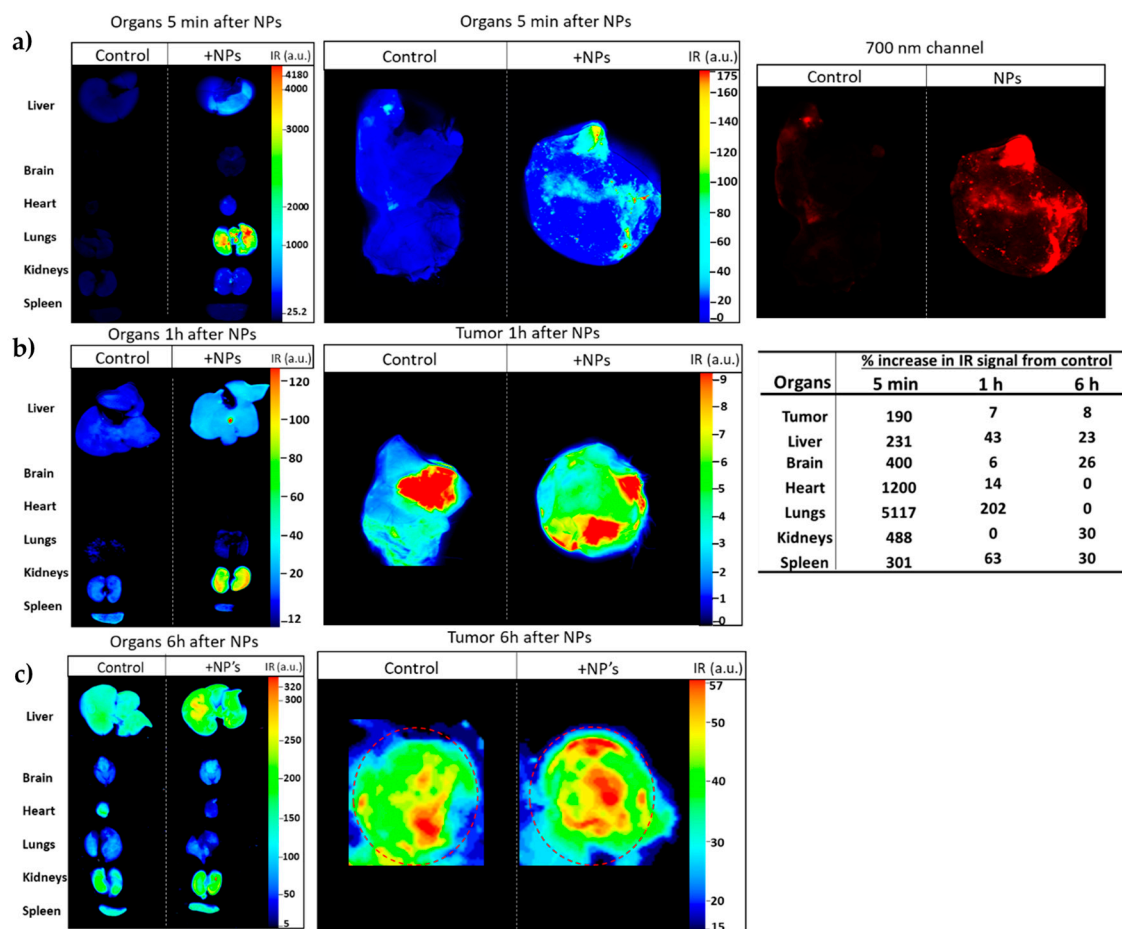 a)
Organs 5 min after NPs
Control +NPs IR (a.u.)
4180
4000
3000
2000
1000
25.2
Liver
Brain
Heart
Lungs
Kidneys
Spleen
Organs 5 min after NPs
Control +NPs IR (a.u.)
175
160
140
120
100
80
60
40
20
0
700 nm channel
Control NPs
b)
Organs 1h after NPs
Control +NPs IR (a.u.)
120
100
80
60
40
20
12
Liver
Brain
Heart
Lungs
Kidneys
Spleen
Tumor 1h after NPs
Control +NPs IR (a.u.)
9
8
7
6
5
4
3
2
1
0
% increase in IR signal from control
Organs 5 min 1 h 6 h
Tumor 190 7 8
Liver 231 43 23
Brain 400 6 26
Heart 1200 14 0
Lungs 5117 202 0
Kidneys 488 0 30
Spleen 301 63 30
c)
Organs 6h after NPs
Control +NP's IR (a.u.)
320
300
250
200
150
100
50
5
Liver
Brain
Heart
Lungs
Kidneys
Spleen
Tumor 6h after NPs
Control +NP's IR (a.u.)
57
50
40
30
20
15